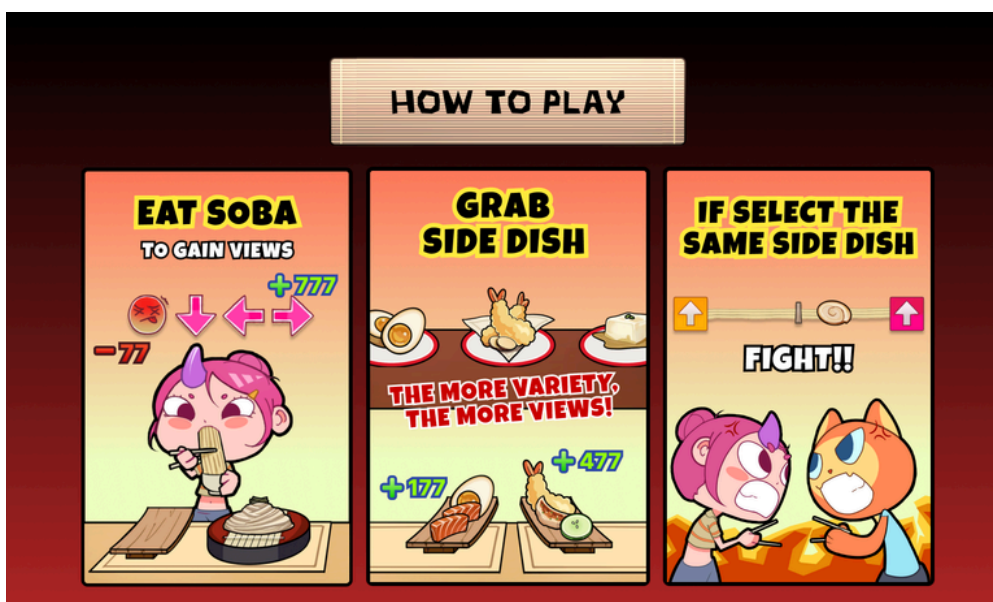 HOW TO PLAY
EAT SOBA
TO GAIN VIEWS
+777
-77
GRAB
SIDE DISH
THE MORE VARIETY,
THE MORE VIEWS!
+177
+477
IF SELECT THE
SAME SIDE DISH
FIGHT!!